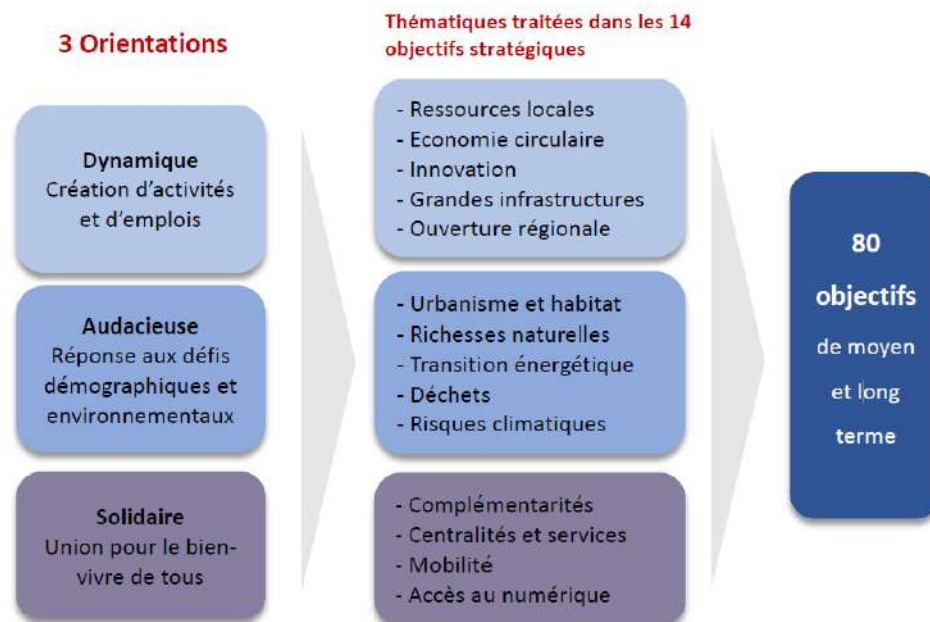 3 Orientations
Thématiques traitées dans les 14
objectifs stratégiques
Dynamique
Création d'activités
et d'emplois
- Ressources locales
- Economie circulaire
- Innovation
- Grandes infrastructures
- Ouverture régionale
Audacieuse
Réponse aux défis
démographiques et
environnementaux
- Urbanisme et habitat
- Richesses naturelles
- Transition énergétique
- Déchets
- Risques climatiques
Solidaire
Union pour le bien-
vivre de tous
- Complémentarités
- Centralités et services
- Mobilité
- Accès au numérique
80
objectifs
de moyen
et long
terme